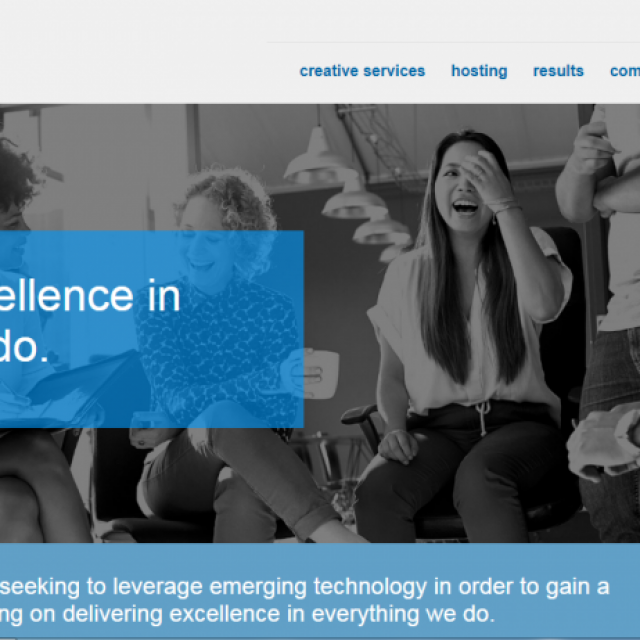 creative services hosting results com
ellence in
do.
seeking to leverage emerging technology in order to gain a
ng on delivering excellence in everything we do.